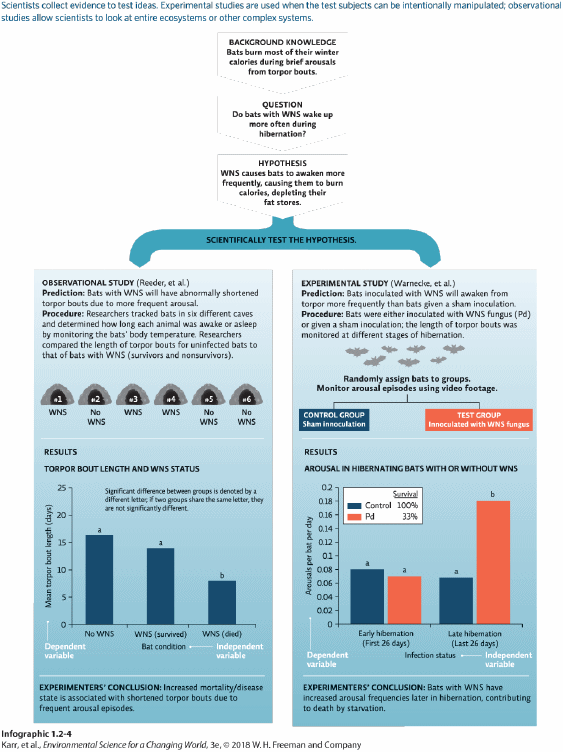 Scientists collect evidence to test ideas. Experimental studies are used when the test subjects can be intentionally manipulated; observational
studies allow scientists to look at entire ecosystems or other complex systems.
BACKGROUND KNOWLEDGE
Bats burn most of their winter
calories during brief arousals
from torpor bouts.
QUESTION
Do bats with WNS wake up
more often during
hibernation?
HYPOTHESIS
WNS causes bats to awaken more
frequently, causing them to burn
calories, depleting their
fat stores.
SCIENTIFICALLY TEST THE HYPOTHESIS.
OBSERVATIONAL STUDY (Reeder, et al.)
Prediction: Bats with WNS will have abnormally shortened
torpor bouts due to more frequent arousal.
Procedure: Researchers tracked bats in six different caves
and determined how long each animal was awake or asleep
by monitoring the bats' body temperature. Researchers
compared the length of torpor bouts for uninfected bats to
that of bats with WNS (survivors and nonsurvivors).
#1 #2 #3 #4 #5 #6
WNS No WNS WNS No No
WNS WNS WNS
RESULTS
TORPOR BOUT LENGTH AND WNS STATUS
Significant difference between groups is denoted by a
different letter; if two groups share the same letter, they
are not significantly different.
Mean torpor bout length (days)
25
20
15
10
5
0
a
a
b
No WNS WNS (survived) WNS (died)
Dependent
variable
Bat condition
Independent
variable
EXPERIMENTERS' CONCLUSION: Increased mortality/disease
state is associated with shortened torpor bouts due to
frequent arousal episodes.
EXPERIMENTAL STUDY (Warnecke, et al.)
Prediction: Bats inoculated with WNS will awaken from
torpor more frequently than bats given a sham inoculation.
Procedure: Bats were either inoculated with WNS fungus (Pd)
or given a sham inoculation; the length of torpor bouts was
monitored at different stages of hibernation.
Randomly assign bats to groups.
Monitor arousal episodes using video footage.
CONTROL GROUP
Sham innoculation
TEST GROUP
Innoculated with WNS fungus
RESULTS
AROUSAL IN HIBERNATING BATS WITH OR WITHOUT WNS
Arousals per bat per day
0.2
0.18
0.16
0.14
0.12
0.1
0.08
0.06
0.04
0.02
0
Survival
Control 100%
Pd 33%
a
a
a
b
Early hibernation
(First 26 days)
Late hibernation
(Last 26 days)
Dependent
variable
Infection status
Independent
variable
EXPERIMENTERS' CONCLUSION: Bats with WNS have
increased arousal frequencies later in hibernation, contributing
to death by starvation.
Infographic 1.2-4
Karr, et al., Environmental Science for a Changing World, 3e, © 2018 W. H. Freeman and Company